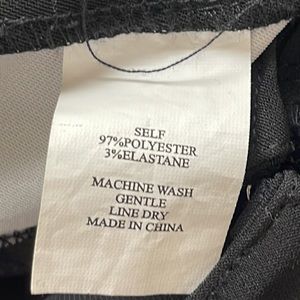 SELF
97%POLYESTER
3%ELASTANE
MACHINE WASH
GENTLE
LINE DRY
MADE IN CHINA